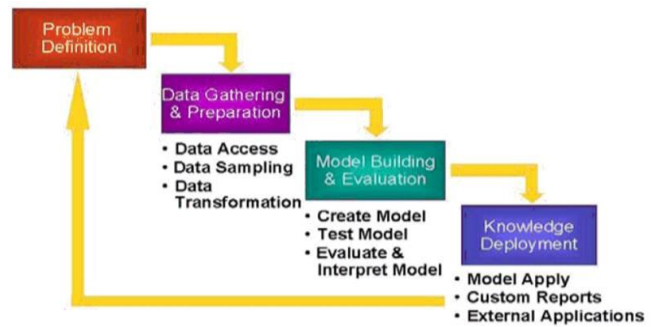 Problem
Definition
Data Gathering
& Preparation
• Data Access
• Data Sampling
• Data
Transformation
Model Building
& Evaluation
• Create Model
• Test Model
• Evaluate &
Interpret Model
Knowledge
Deployment
• Model Apply
• Custom Reports
• External Applications